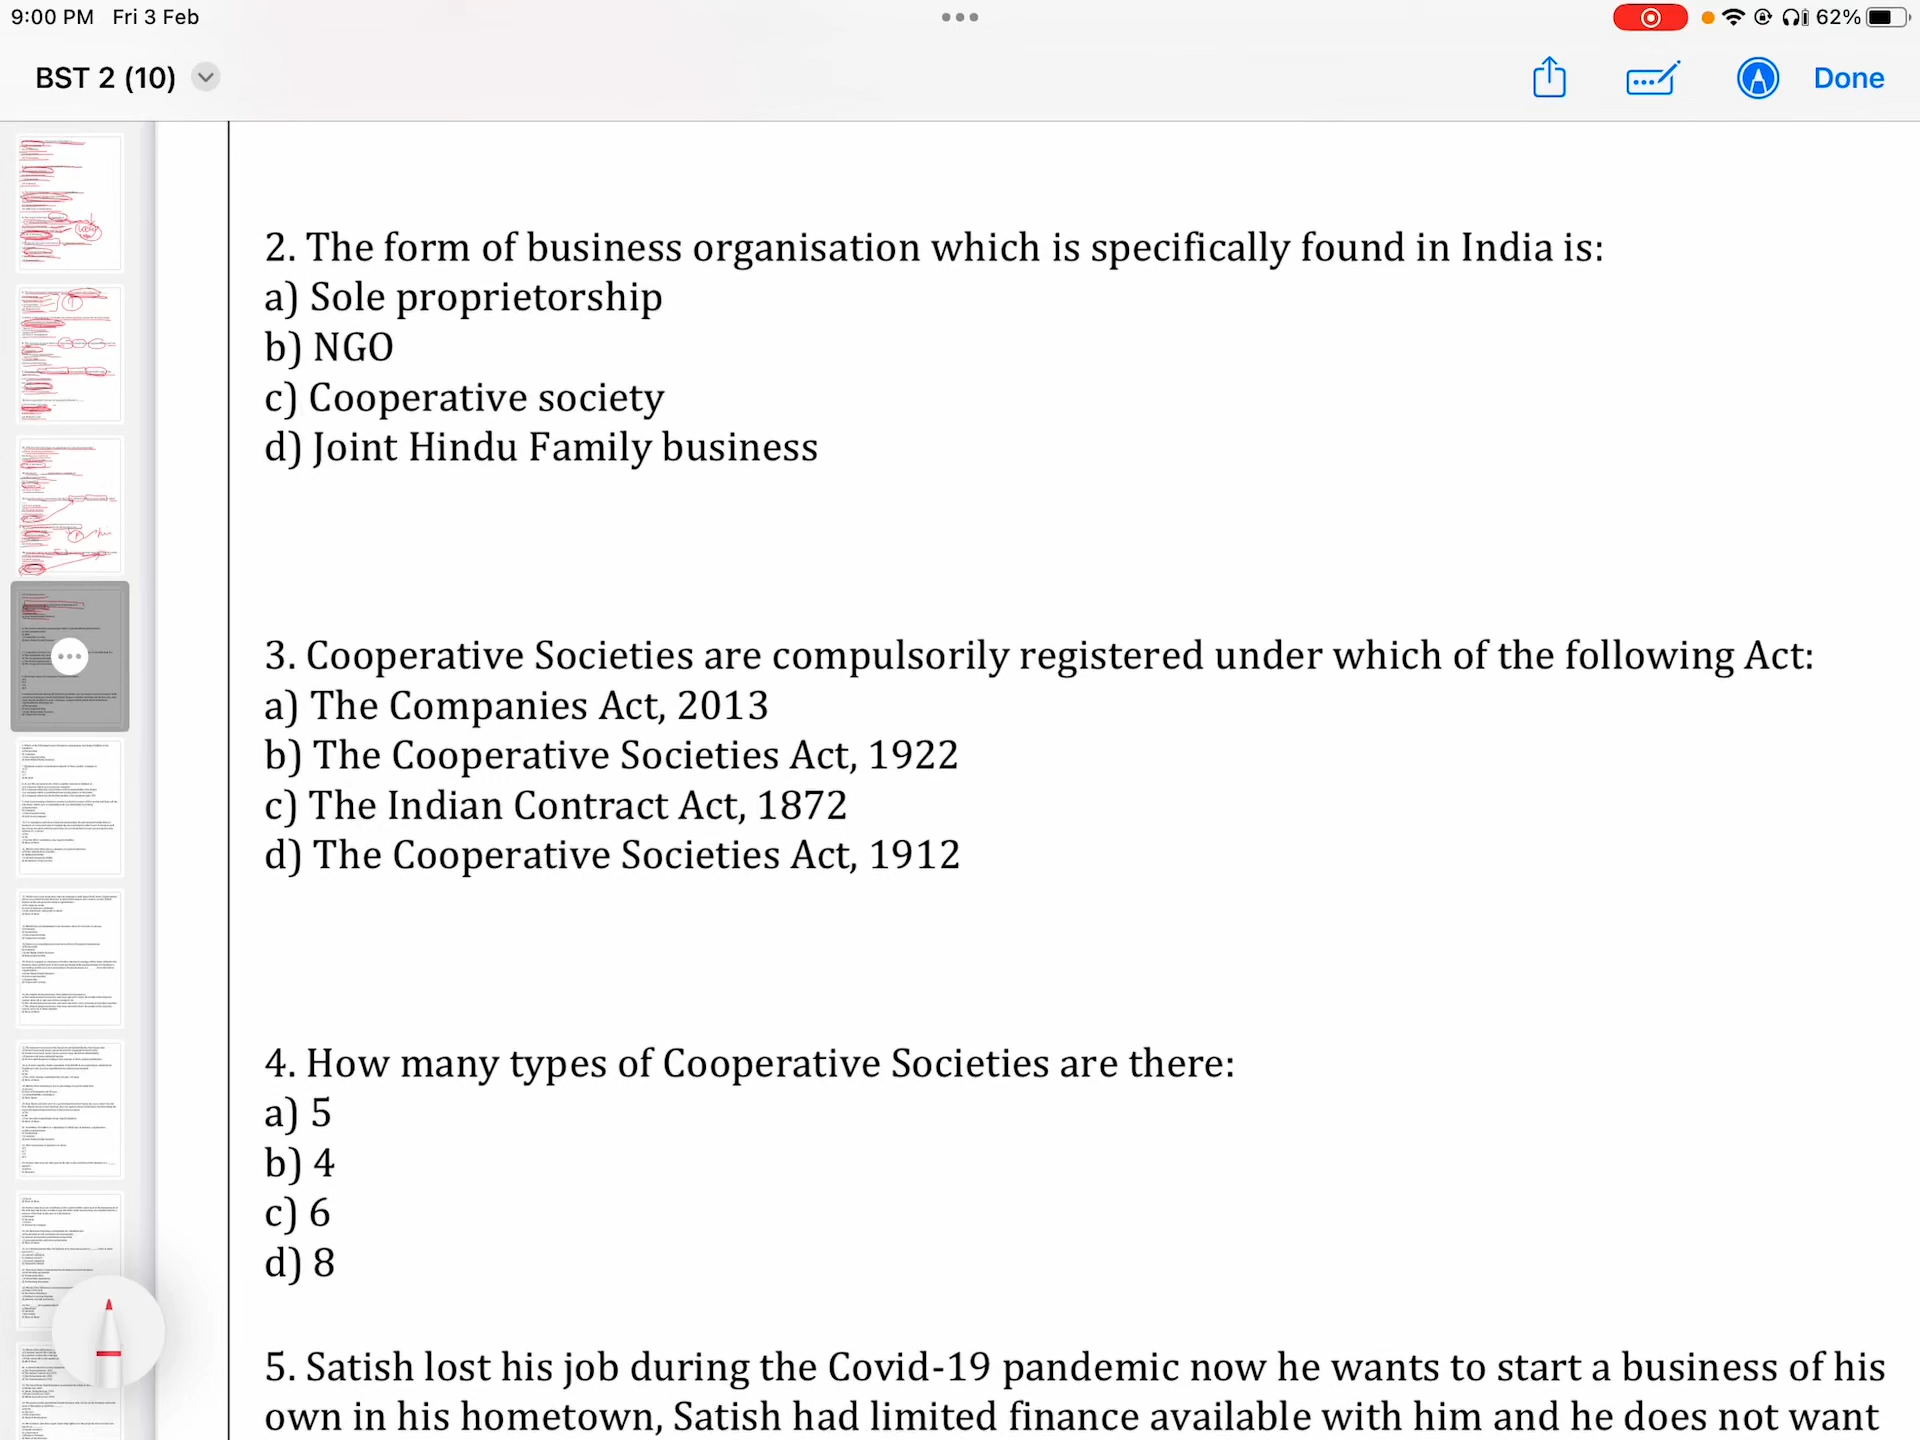 9:00 PM Fri 3 Feb
62%
BST 2 (10)
Done
2. The form of business organisation which is specifically found in India is:
a) Sole proprietorship
b) NGO
c) Cooperative society
d) Joint Hindu Family business
3. Cooperative Societies are compulsorily registered under which of the following Act:
a) The Companies Act, 2013
b) The Cooperative Societies Act, 1922
c) The Indian Contract Act, 1872
d) The Cooperative Societies Act, 1912
4. How many types of Cooperative Societies are there:
a) 5
b) 4
c) 6
d) 8
5. Satish lost his job during the Covid-19 pandemic now he wants to start a business of his
own in his hometown, Satish had limited finance available with him and he does not want